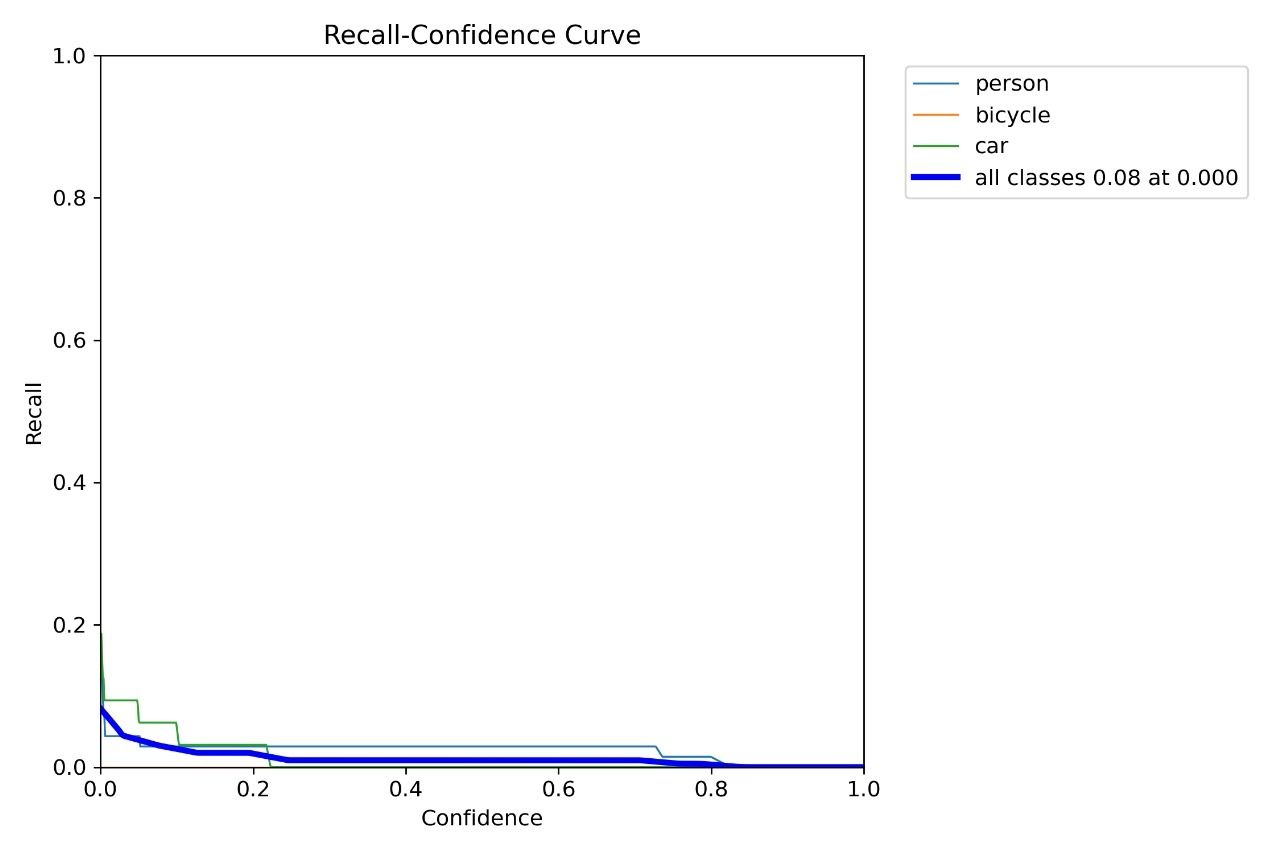 Recall-Confidence Curve
1.0
0.8
0.6
0.4
0.2
0.0
Recall
0.0 0.2 0.4 0.6 0.8 1.0
Confidence
person
bicycle
car
all classes 0.08 at 0.000